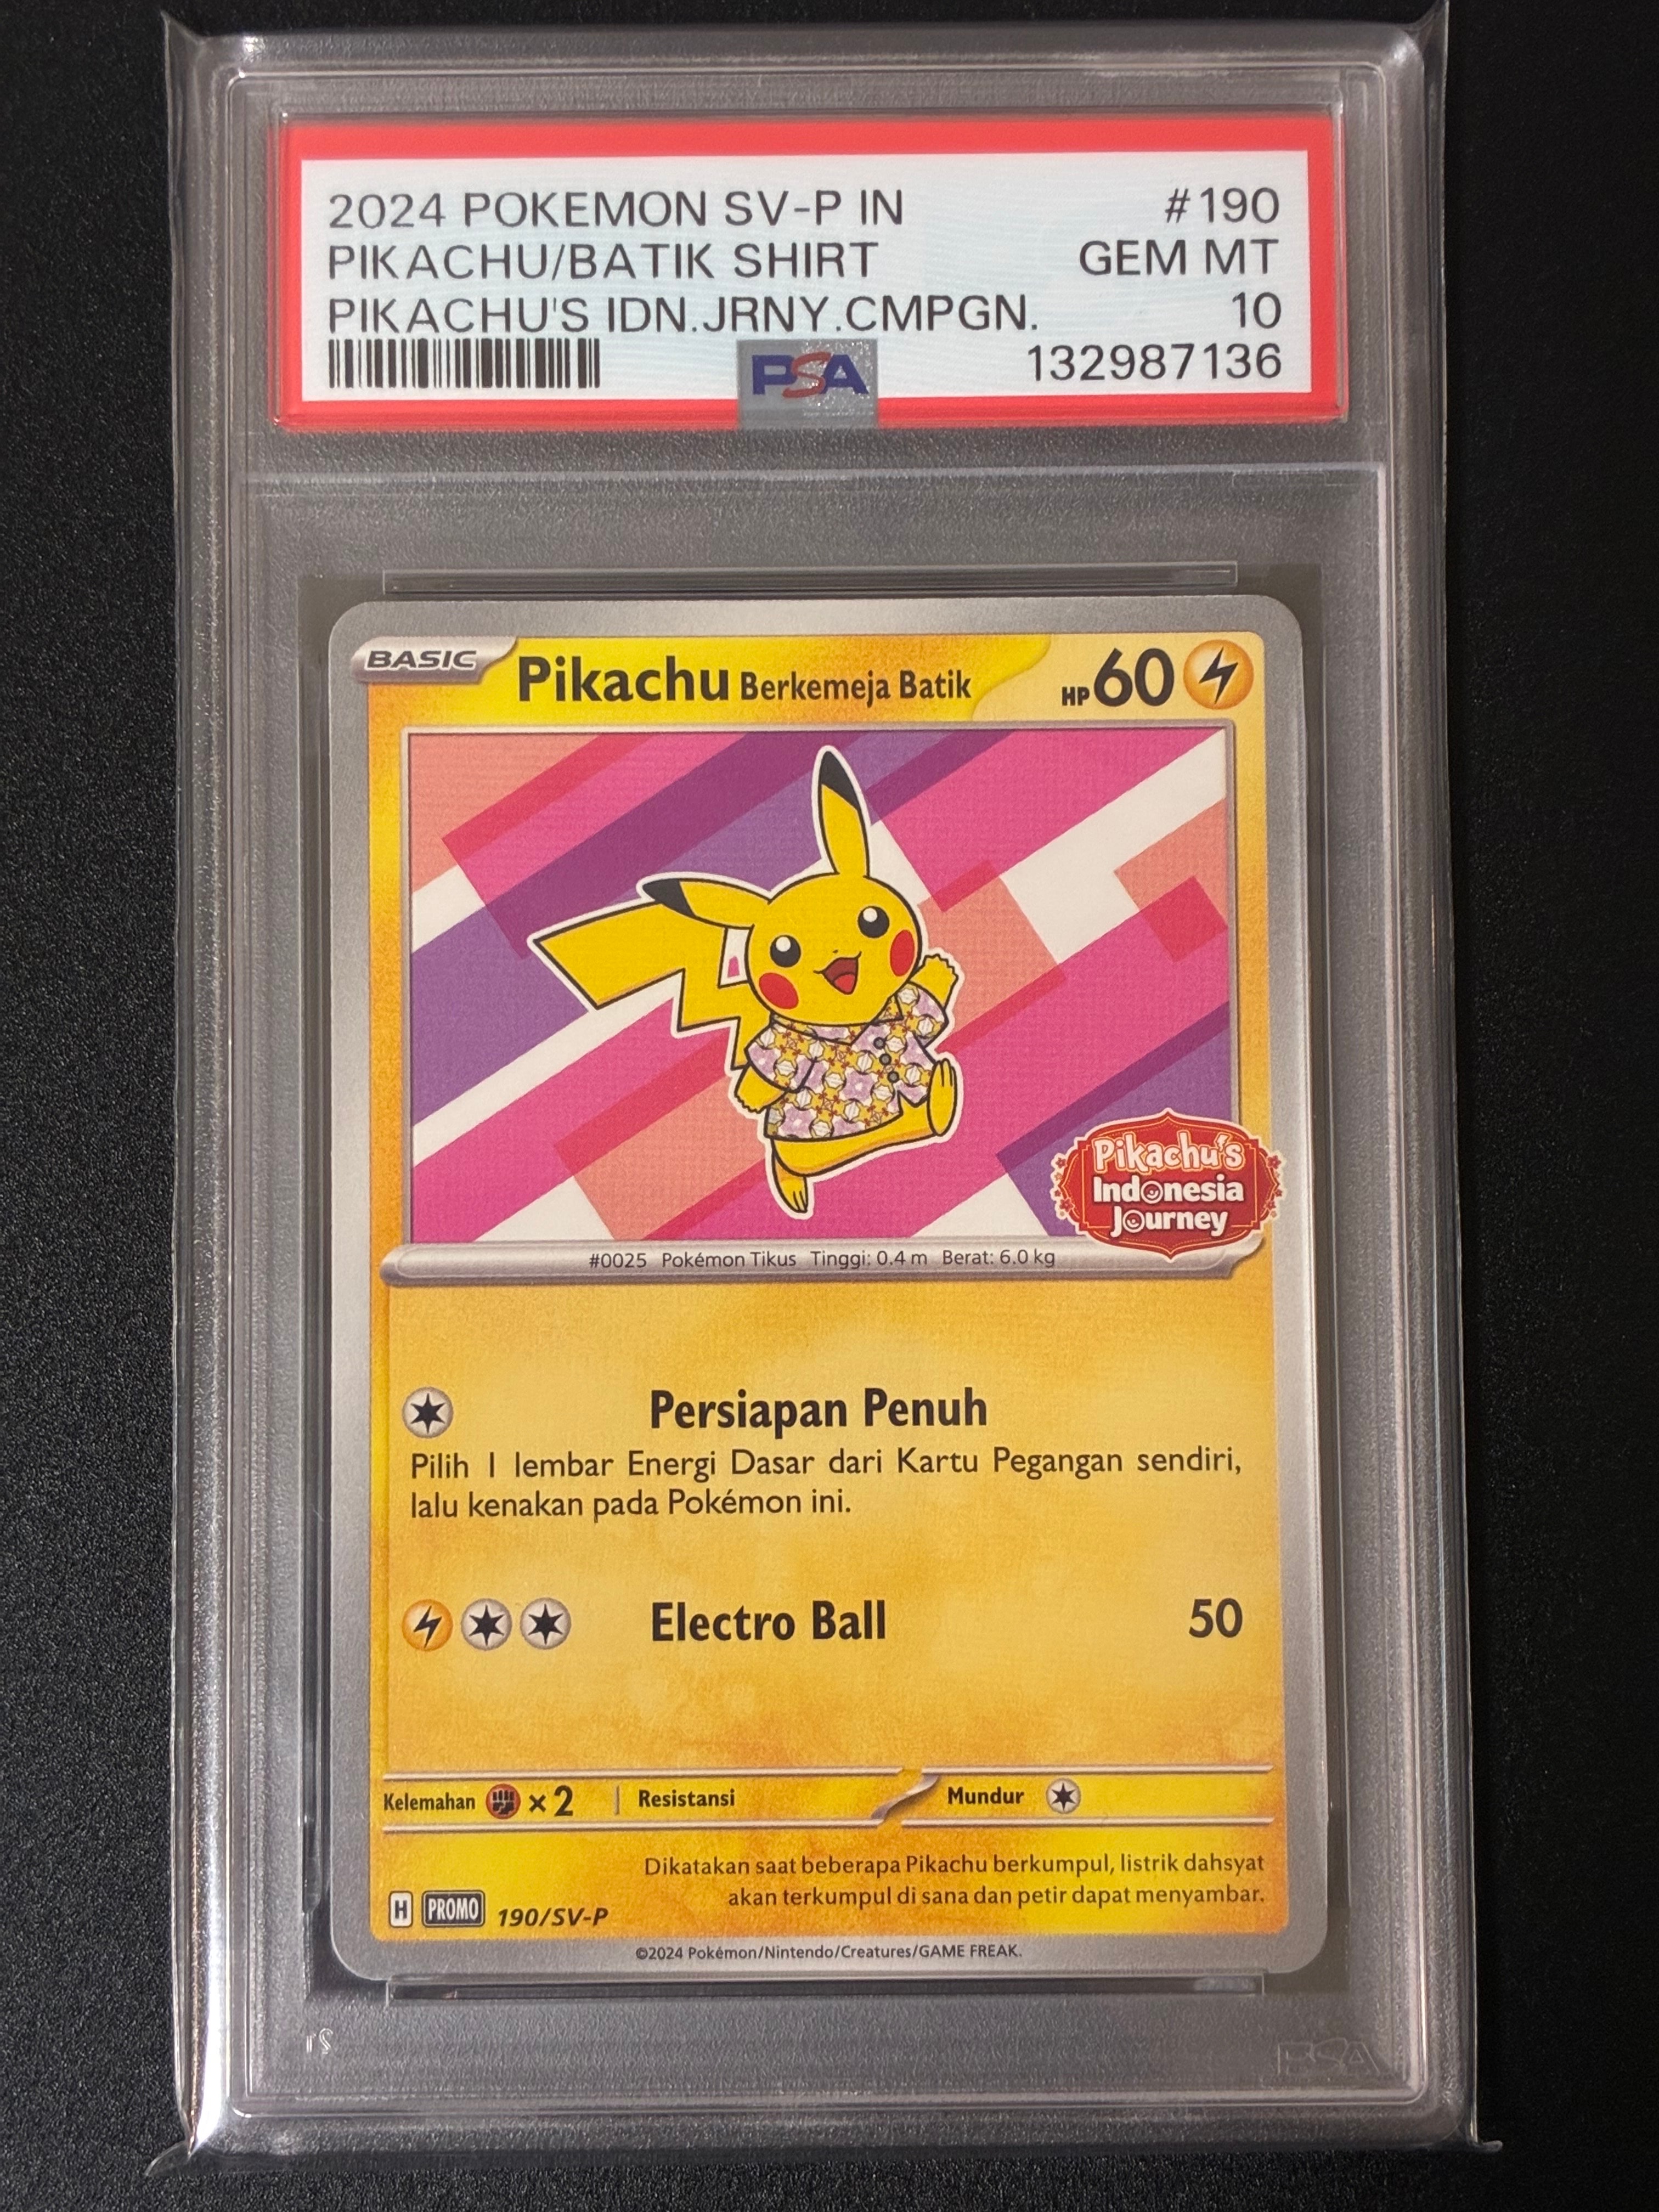 2024 POKEMON SV-P IN #190
PIKACHU/BATIK SHIRT GEM MT
PIKACHU'S IDN.JRNY.CMPGN. 10
PSA 132987136
BASIC Pikachu Berkemeja Batik HP 60
Pikachu's
Indonesia
Journey
#0025 Pokémon Tikus Tinggi: 0.4 m Berat: 6.0 kg
Persiapan Penuh
Pilih 1 lembar Energi Dasar dari Kartu Pegangan sendiri,
lalu kenakan pada Pokémon ini.
Electro Ball 50
Kelemahan ×2 Resistansi Mundur
Dikatakan saat beberapa Pikachu berkumpul, listrik dahsyat
akan terkumpul di sana dan petir dapat menyambar.
H PROMO 190/SV-P
©2024 Pokémon/Nintendo/Creatures/GAME FREAK.
PSA